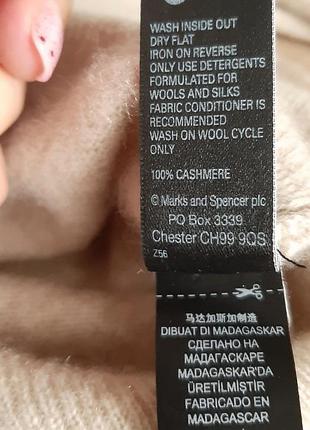 WASH INSIDE OUT
DRY FLAT
IRON ON REVERSE
ONLY USE DETERGENTS
FORMULATED FOR
WOOLS AND SILKS
FABRIC CONDITIONER IS
RECOMMENDED
WASH ON WOOL CYCLE
ONLY
100% CASHMERE
© Marks and Spencer plc
PO Box 3339
Chester CH99 9QS
Z56
马达加斯加制造
DIBUAT DI MADAGASKAR
СДЕЛАНО НА
МАДАГАСКАРЕ
MADAGASKAR'DA
ÜRETİLMİŞTİR
FABRICADO EN
MADAGASCAR